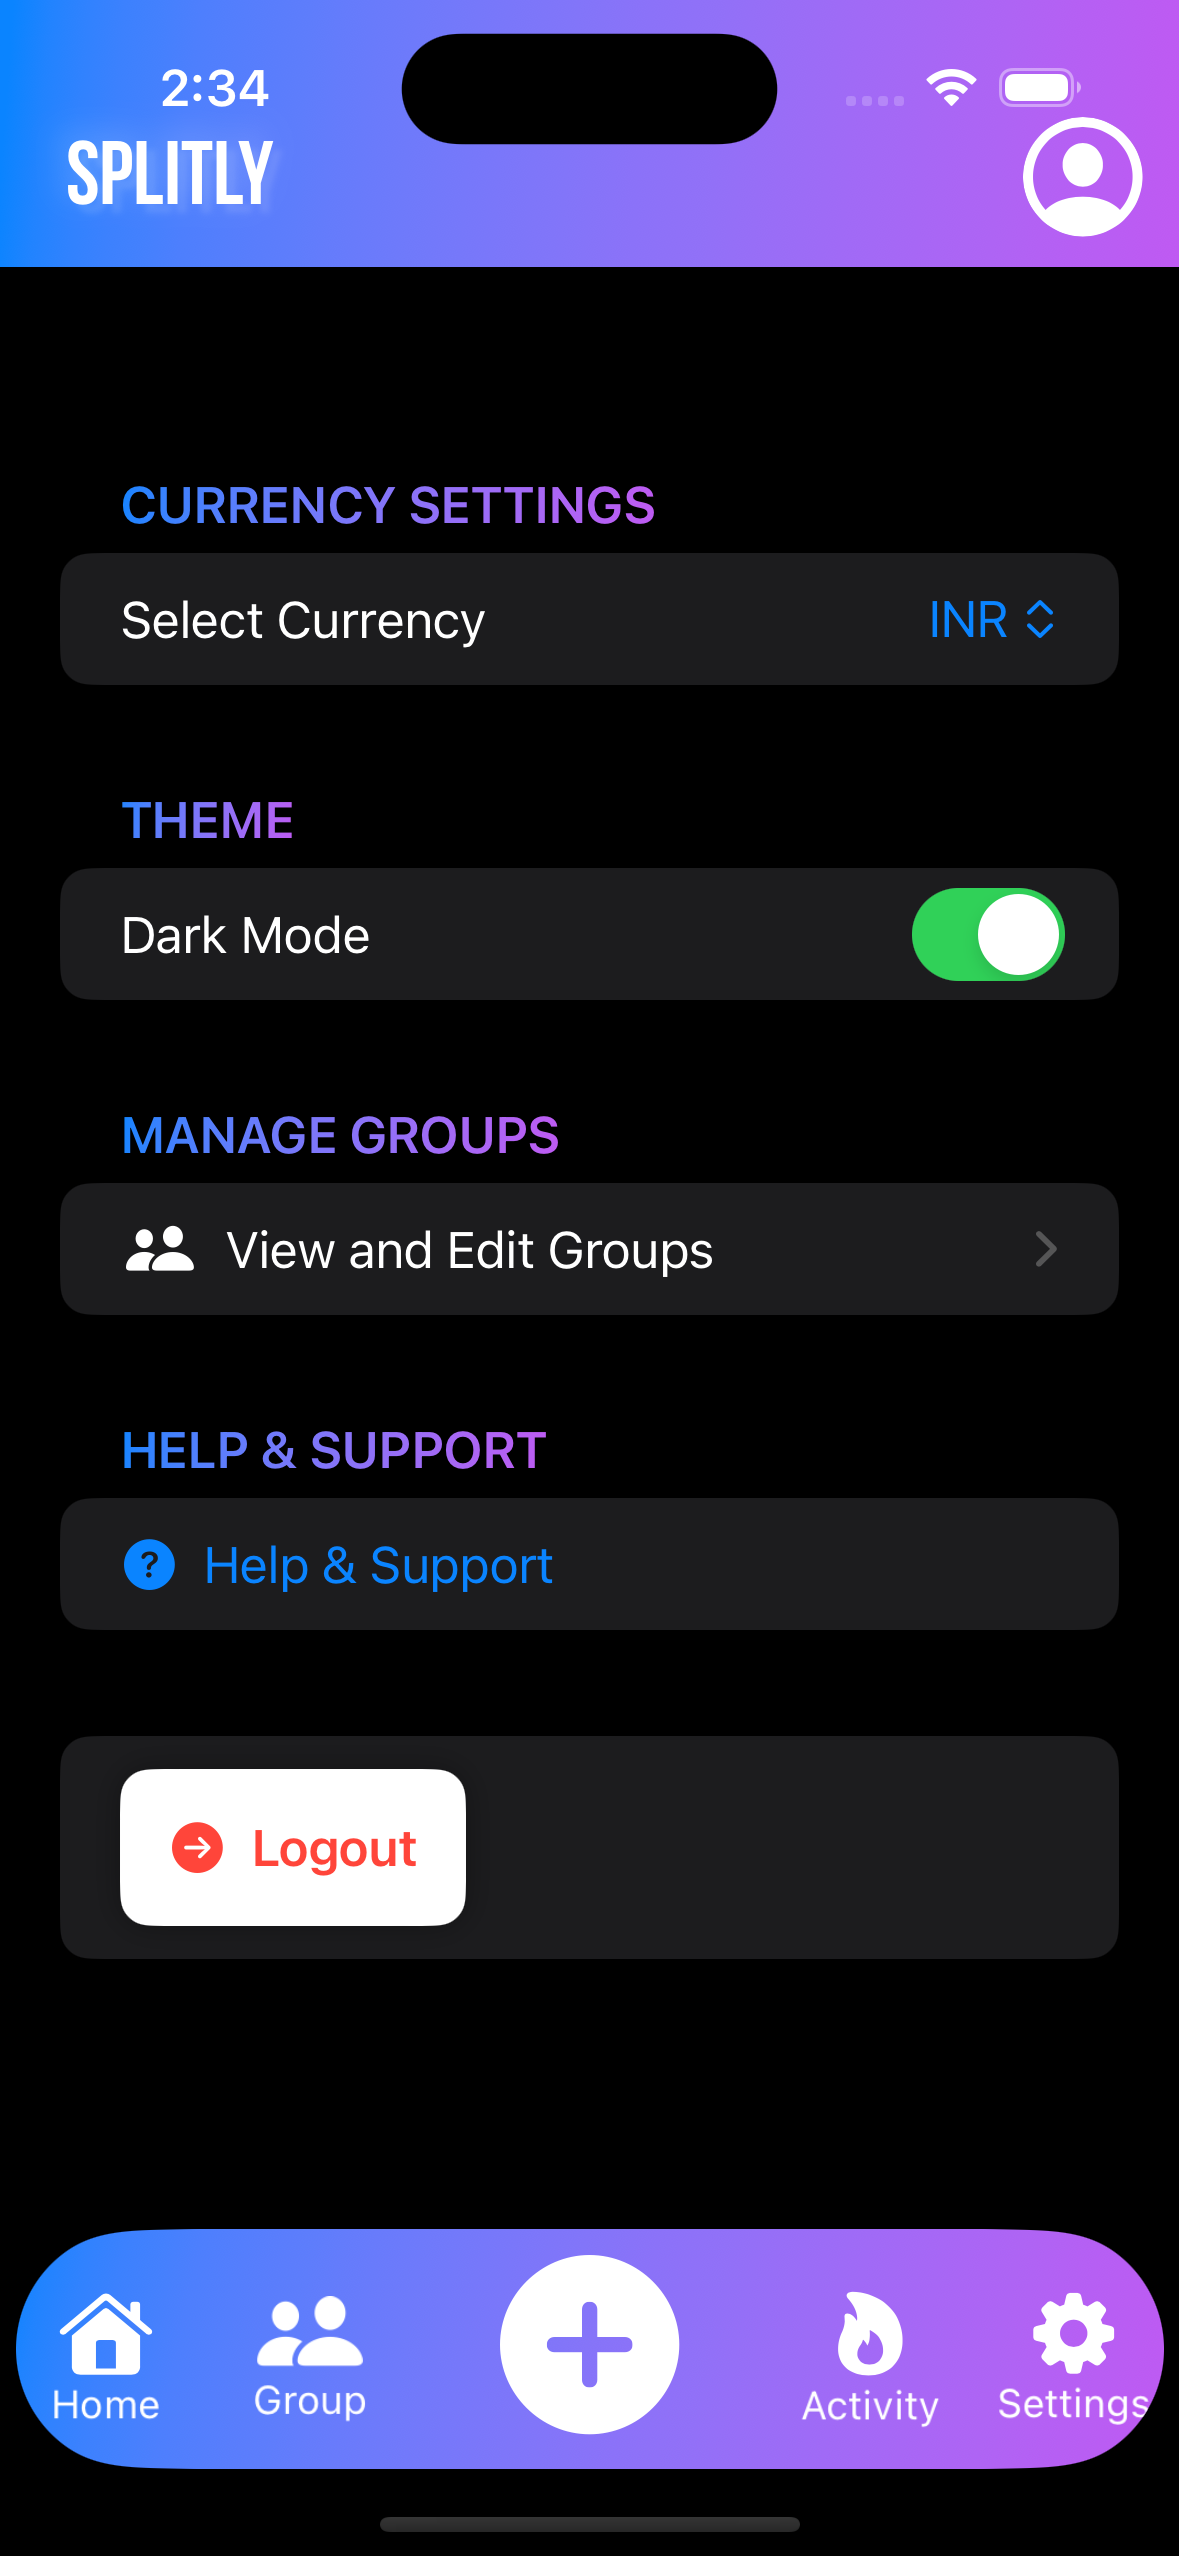 2:34
SPLITLY
CURRENCY SETTINGS
Select Currency INR
THEME
Dark Mode
MANAGE GROUPS
View and Edit Groups
HELP & SUPPORT
? Help & Support
Logout
Home Group Activity Settings